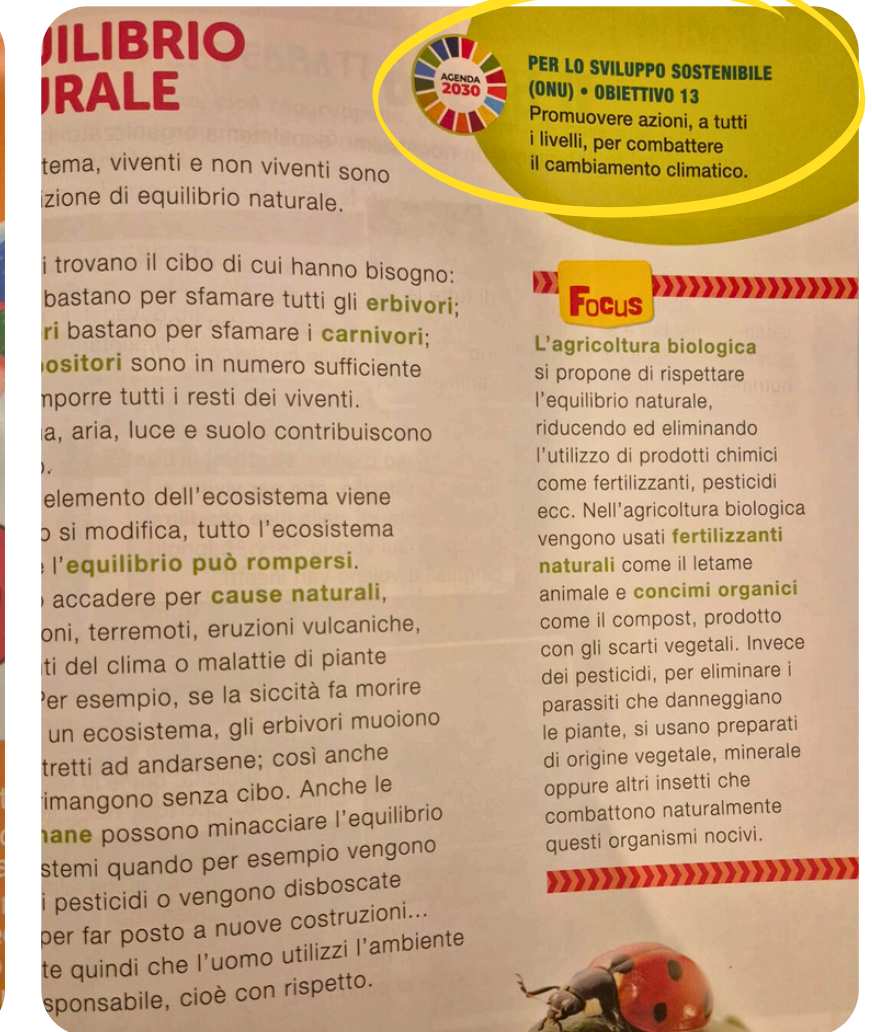 UILIBRIO
URALE
tema, viventi e non viventi sono
izione di equilibrio naturale.
i trovano il cibo di cui hanno bisogno:
bastano per sfamare tutti gli erbivori;
ri bastano per sfamare i carnivori;
ositori sono in numero sufficiente
mporre tutti i resti dei viventi.
a, aria, luce e suolo contribuiscono
o.
elemento dell'ecosistema viene
o si modifica, tutto l'ecosistema
l'equilibrio può rompersi.
accadere per cause naturali,
oni, terremoti, eruzioni vulcaniche,
ti del clima o malattie di piante
Per esempio, se la siccità fa morire
un ecosistema, gli erbivori muoiono
tretti ad andarsene; così anche
rimangono senza cibo. Anche le
mane possono minacciare l'equilibrio
stemi quando per esempio vengono
i pesticidi o vengono disboscate
per far posto a nuove costruzioni...
te quindi che l'uomo utilizzi l'ambiente
sponsabile, cioè con rispetto.
AGENDA
2030
PER LO SVILUPPO SOSTENIBILE
(ONU) • OBIETTIVO 13
Promuovere azioni, a tutti
i livelli, per combattere
il cambiamento climatico.
Focus
L'agricoltura biologica
si propone di rispettare
l'equilibrio naturale,
riducendo ed eliminando
l'utilizzo di prodotti chimici
come fertilizzanti, pesticidi
ecc. Nell'agricoltura biologica
vengono usati fertilizzanti
naturali come il letame
animale e concimi organici
come il compost, prodotto
con gli scarti vegetali. Invece
dei pesticidi, per eliminare i
parassiti che danneggiano
le piante, si usano preparati
di origine vegetale, minerale
oppure altri insetti che
combattono naturalmente
questi organismi nocivi.